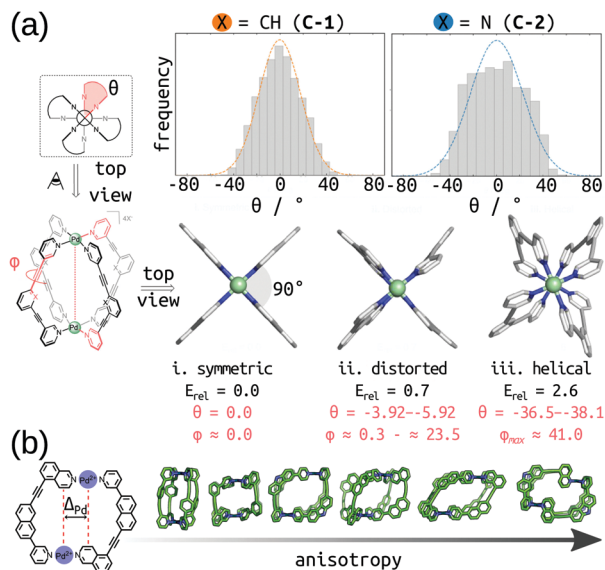 (a)
X = CH (C-1)
X = N (C-2)
frequency
-80 -40 0 40 80
θ / °
-80 -40 0 40 80
θ / °
θ
N N
N N
N N
top
view
4X⁻
Pd
N N
N N
X X
X X
φ
N N
N N
Pd
top
view
90°
i. symmetric
E_rel = 0.0
θ = 0.0
φ ≈ 0.0
ii. distorted
E_rel = 0.7
θ = -3.92--5.92
φ ≈ 0.3 - ≈ 23.5
iii. helical
E_rel = 2.6
θ = -36.5--38.1
φ_max ≈ 41.0
(b)
N Pd²⁺ N
Δ_Pd
N Pd²⁺ N
anisotropy